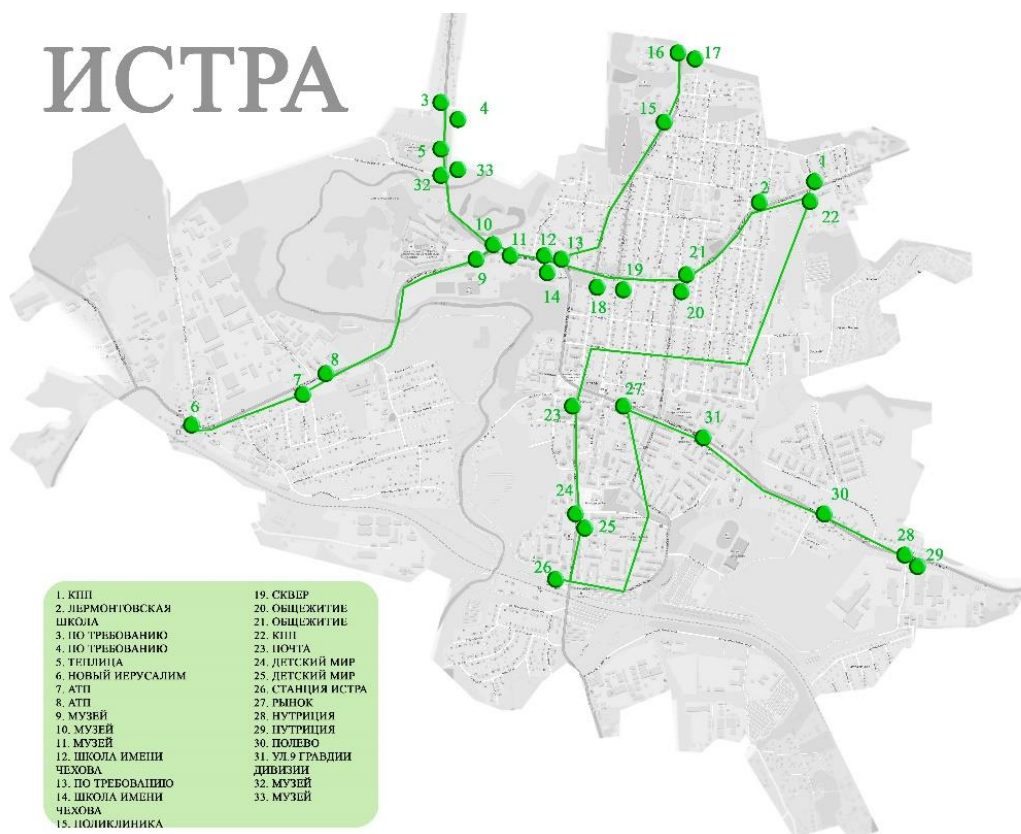 ИСТРА
16
17
3
4
15
5
1
33
32
2
22
10
11
12
13
21
9
14
19
18
20
8
7
27
23
6
31
24
30
25
28
29
26
1. КПП
2. ЛЕРМОНТОВСКАЯ
ШКОЛА
3. ПО ТРЕБОВАНИЮ
4. ПО ТРЕБОВАНИЮ
5. ТЕПЛИЦА
6. НОВЫЙ ИЕРУСАЛИМ
7. АТП
8. АТП
9. МУЗЕЙ
10. МУЗЕЙ
11. МУЗЕЙ
12. ШКОЛА ИМЕНИ
ЧЕХОВА
13. ПО ТРЕБОВАНИЮ
14. ШКОЛА ИМЕНИ
ЧЕХОВА
15. ПОЛИКЛИНИКА
19. СКВЕР
20. ОБЩЕЖИТИЕ
21. ОБЩЕЖИТИЕ
22. КПП
23. ПОЧТА
24. ДЕТСКИЙ МИР
25. ДЕТСКИЙ МИР
26. СТАНЦИЯ ИСТРА
27. РЫНОК
28. НУТРИЦИЯ
29. НУТРИЦИЯ
30. ПОЛЕВО
31. УЛ.9 ГРАВДИИ
ДИВИЗИИ
32. МУЗЕЙ
33. МУЗЕЙ